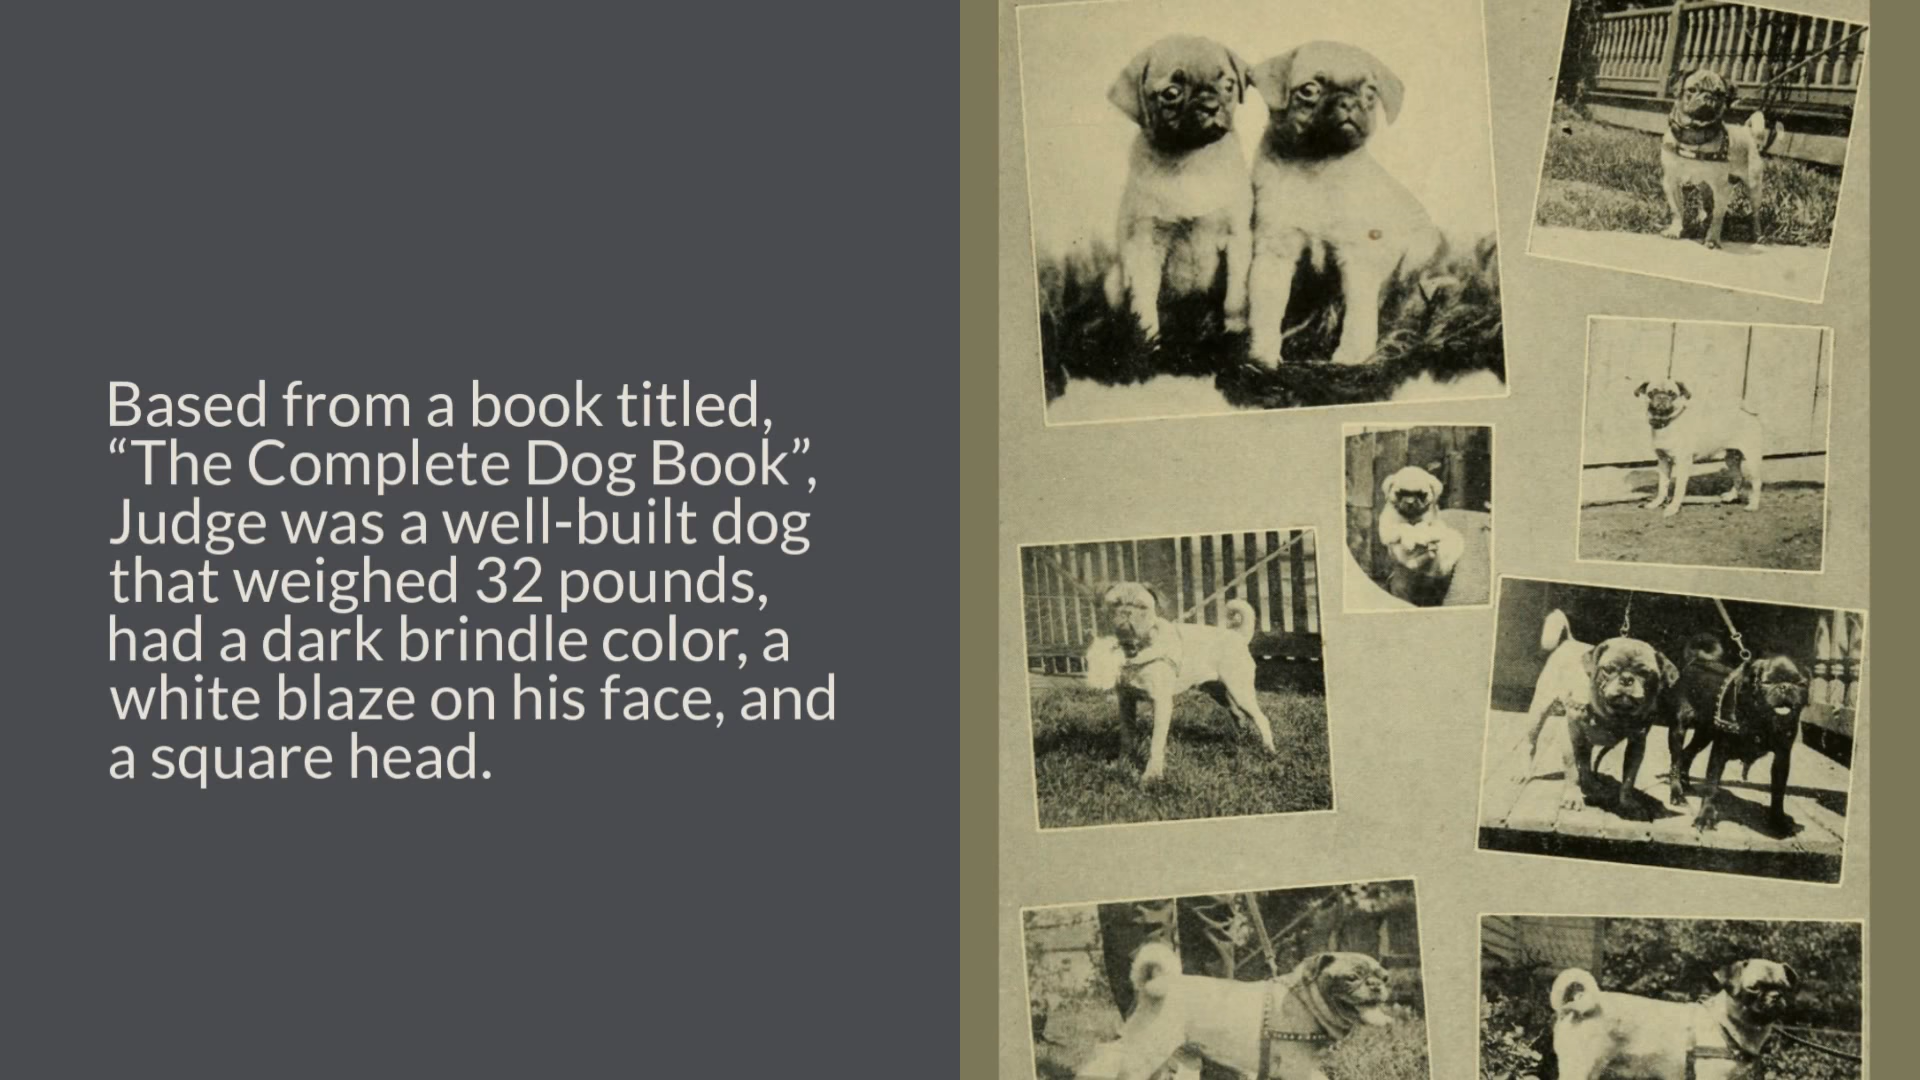 Based from a book titled,
“The Complete Dog Book”,
Judge was a well-built dog
that weighed 32 pounds,
had a dark brindle color, a
white blaze on his face, and
a square head.